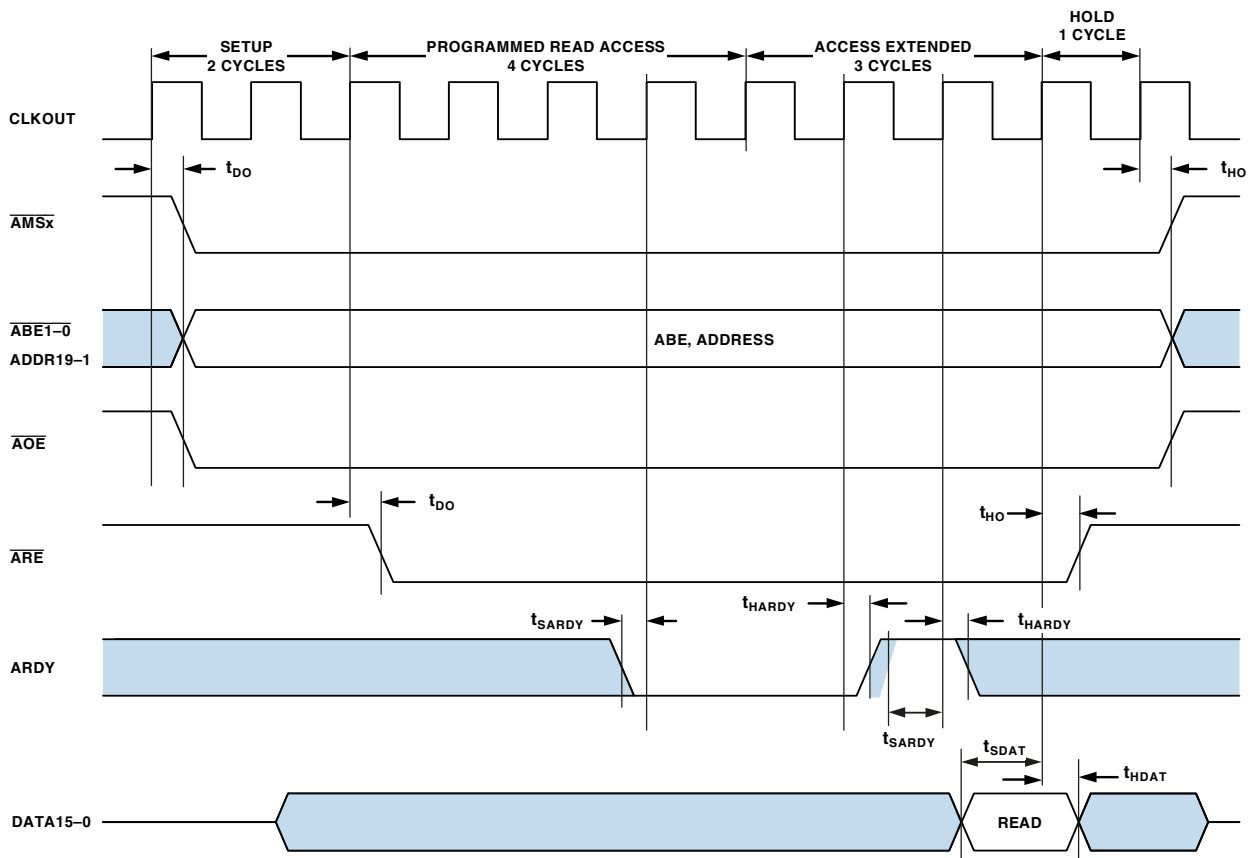 SETUP
2 CYCLES
PROGRAMMED READ ACCESS
4 CYCLES
ACCESS EXTENDED
3 CYCLES
HOLD
1 CYCLE
CLKOUT
tDO
tHO
AMSx
ABE1–0
ADDR19–1
ABE, ADDRESS
AOE
tDO
tHO
ARE
tSARDY
tHARDY
tHARDY
ARDY
tSARDY
tSDAT
tHDAT
DATA15–0
READ